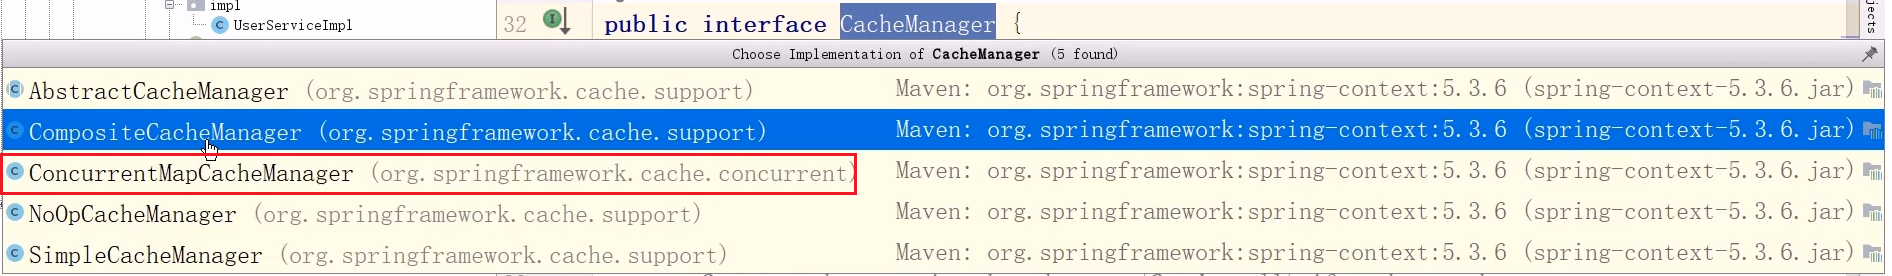 impl
UserServiceImpl
32 public interface CacheManager {
Choose Implementation of CacheManager (5 found)
AbstractCacheManager (org.springframework.cache.support) Maven: org.springframework:spring-context:5.3.6 (spring-context-5.3.6.jar)
CompositeCacheManager (org.springframework.cache.support) Maven: org.springframework:spring-context:5.3.6 (spring-context-5.3.6.jar)
ConcurrentMapCacheManager (org.springframework.cache.concurrent) Maven: org.springframework:spring-context:5.3.6 (spring-context-5.3.6.jar)
NoOpCacheManager (org.springframework.cache.support) Maven: org.springframework:spring-context:5.3.6 (spring-context-5.3.6.jar)
SimpleCacheManager (org.springframework.cache.support) Maven: org.springframework:spring-context:5.3.6 (spring-context-5.3.6.jar)